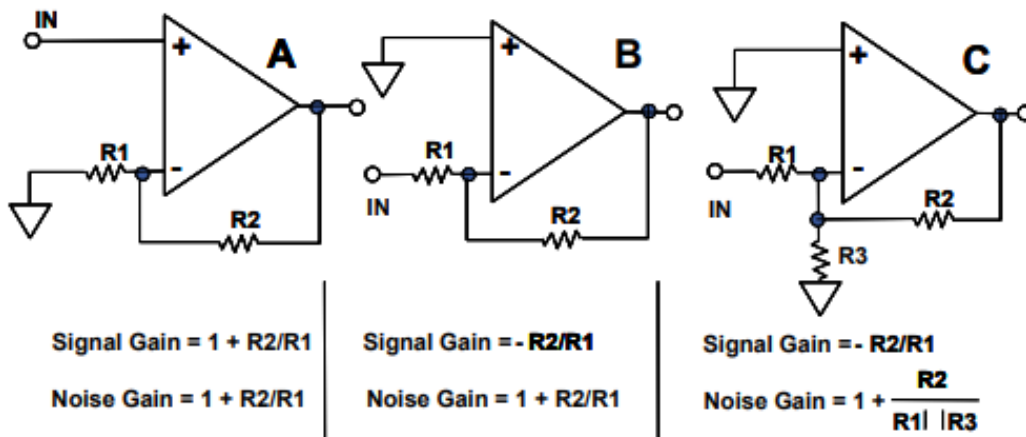 IN
+
A
R1
-
R2
Signal Gain = 1 + R2/R1
Noise Gain = 1 + R2/R1
+
B
R1
-
IN
R2
Signal Gain = - R2/R1
Noise Gain = 1 + R2/R1
+
C
R1
-
IN
R2
R3
Signal Gain = - R2/R1
Noise Gain = 1 + R2
R1| |R3